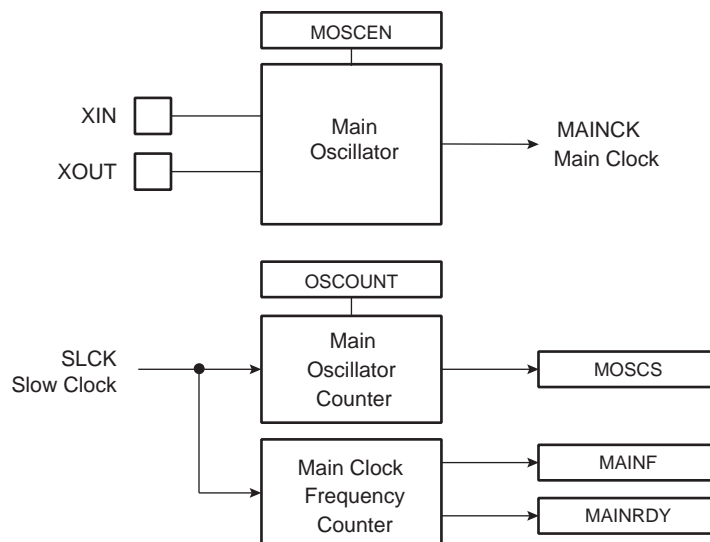 MOSCEN
XIN
XOUT
Main
Oscillator
MAINCK
Main Clock
OSCOUNT
SLCK
Slow Clock
Main
Oscillator
Counter
MOSCS
Main Clock
Frequency
Counter
MAINF
MAINRDY